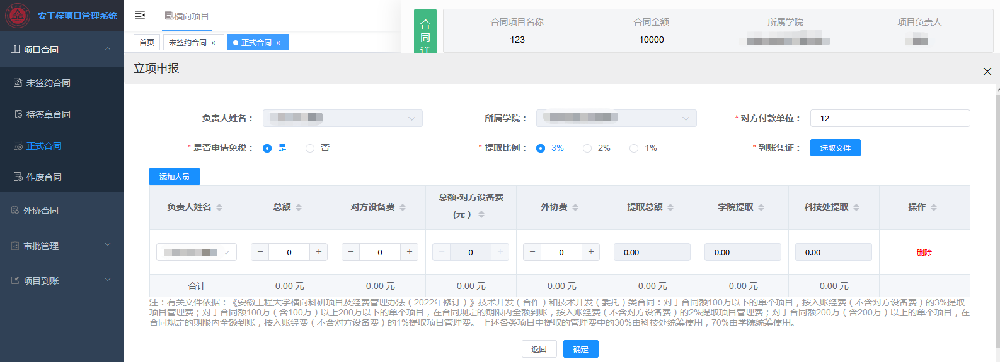 安工程项目管理系统
横向项目
首页
未签约合同 ×
正式合同 ×
合同详
合同项目名称
合同金额
所属学院
项目负责人
123
10000
项目合同
未签约合同
待签章合同
正式合同
作废合同
外协合同
审批管理
项目到账
立项申报
负责人姓名：
所属学院：
* 对方付款单位： 12
* 是否申请免税： 是 否
* 提取比例： 3% 2% 1%
* 到账凭证： 选取文件
添加人员
负责人姓名 总额 对方设备费 总额-对方设备费（元） 外协费 提取总额 学院提取 科技处提取 操作
− 0 + − 0 + − 0 + − 0 + 0.00 0.00 0.00 删除
合计 0.00 元 0.00 元 0.00 元 0.00 元 0.00 元 0.00 元 0.00 元
注：有关文件依据：《安徽工程大学横向科研项目及经费管理办法（2022年修订）》技术开发（合作）和技术开发（委托）类合同：对于合同额100万以下的单个项目，按入账经费（不含对方设备费）的3%提取
项目管理费；对于合同额100万（含100万）以上200万以下的单个项目，在合同规定的期限内全额到账，按入账经费（不含对方设备费）的2%提取项目管理费；对于合同额200万（含200万）以上的单个项目，在
合同规定的期限内全额到账，按入账经费（不含对方设备费）的1%提取项目管理费。 上述各类项目中提取的管理费中的30%由科技处统筹使用，70%由学院统筹使用。
返回 确定